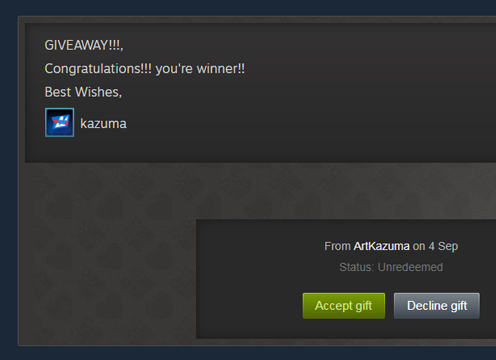 GIVEAWAY!!!,
Congratulations!!! you're winner!!
Best Wishes,
kazuma
From ArtKazuma on 4 Sep
Status: Unredeemed
Accept gift
Decline gift